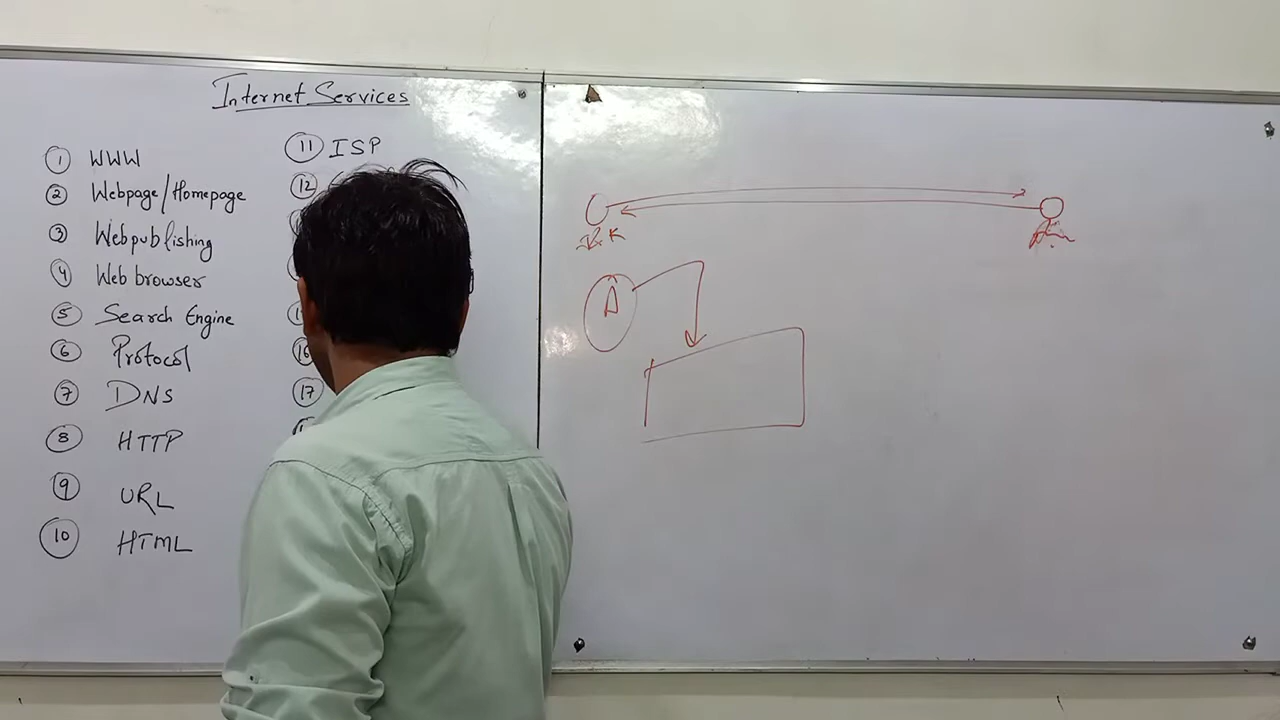 Internet Services
① WWW
② Webpage/Homepage
③ Webpublishing
④ Web browser
⑤ Search Engine
⑥ Protocol
⑦ DNS
⑧ HTTP
⑨ URL
⑩ HTML
⑪ ISP
⑫
⑯
⑰
A